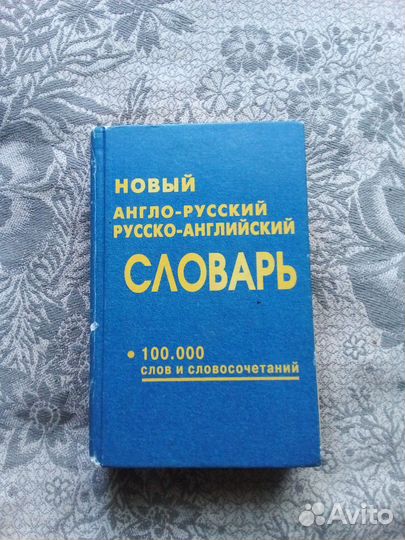 НОВЫЙ
АНГЛО-РУССКИЙ
РУССКО-АНГЛИЙСКИЙ
СЛОВАРЬ
• 100.000
слов и словосочетаний
Avito